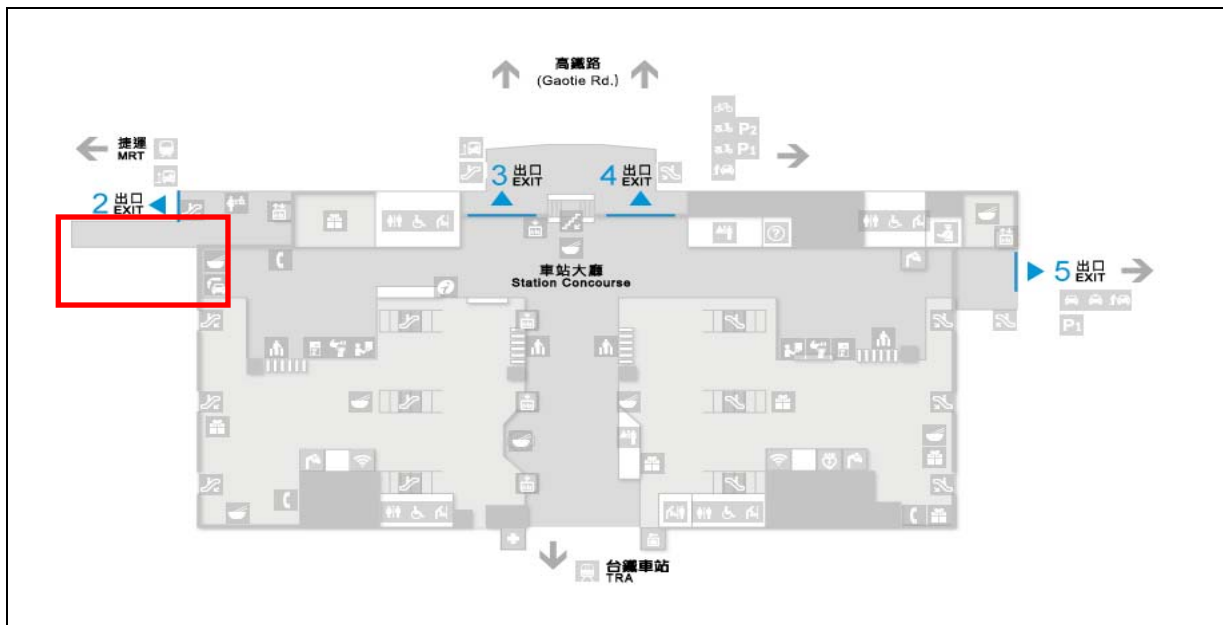 高鐵路
(Gaotie Rd.)
捷運
MRT
P2
P1
2 出口
EXIT
3 出口
EXIT
4 出口
EXIT
車站大廳
Station Concourse
5 出口
EXIT
P1
台鐵車站
TRA